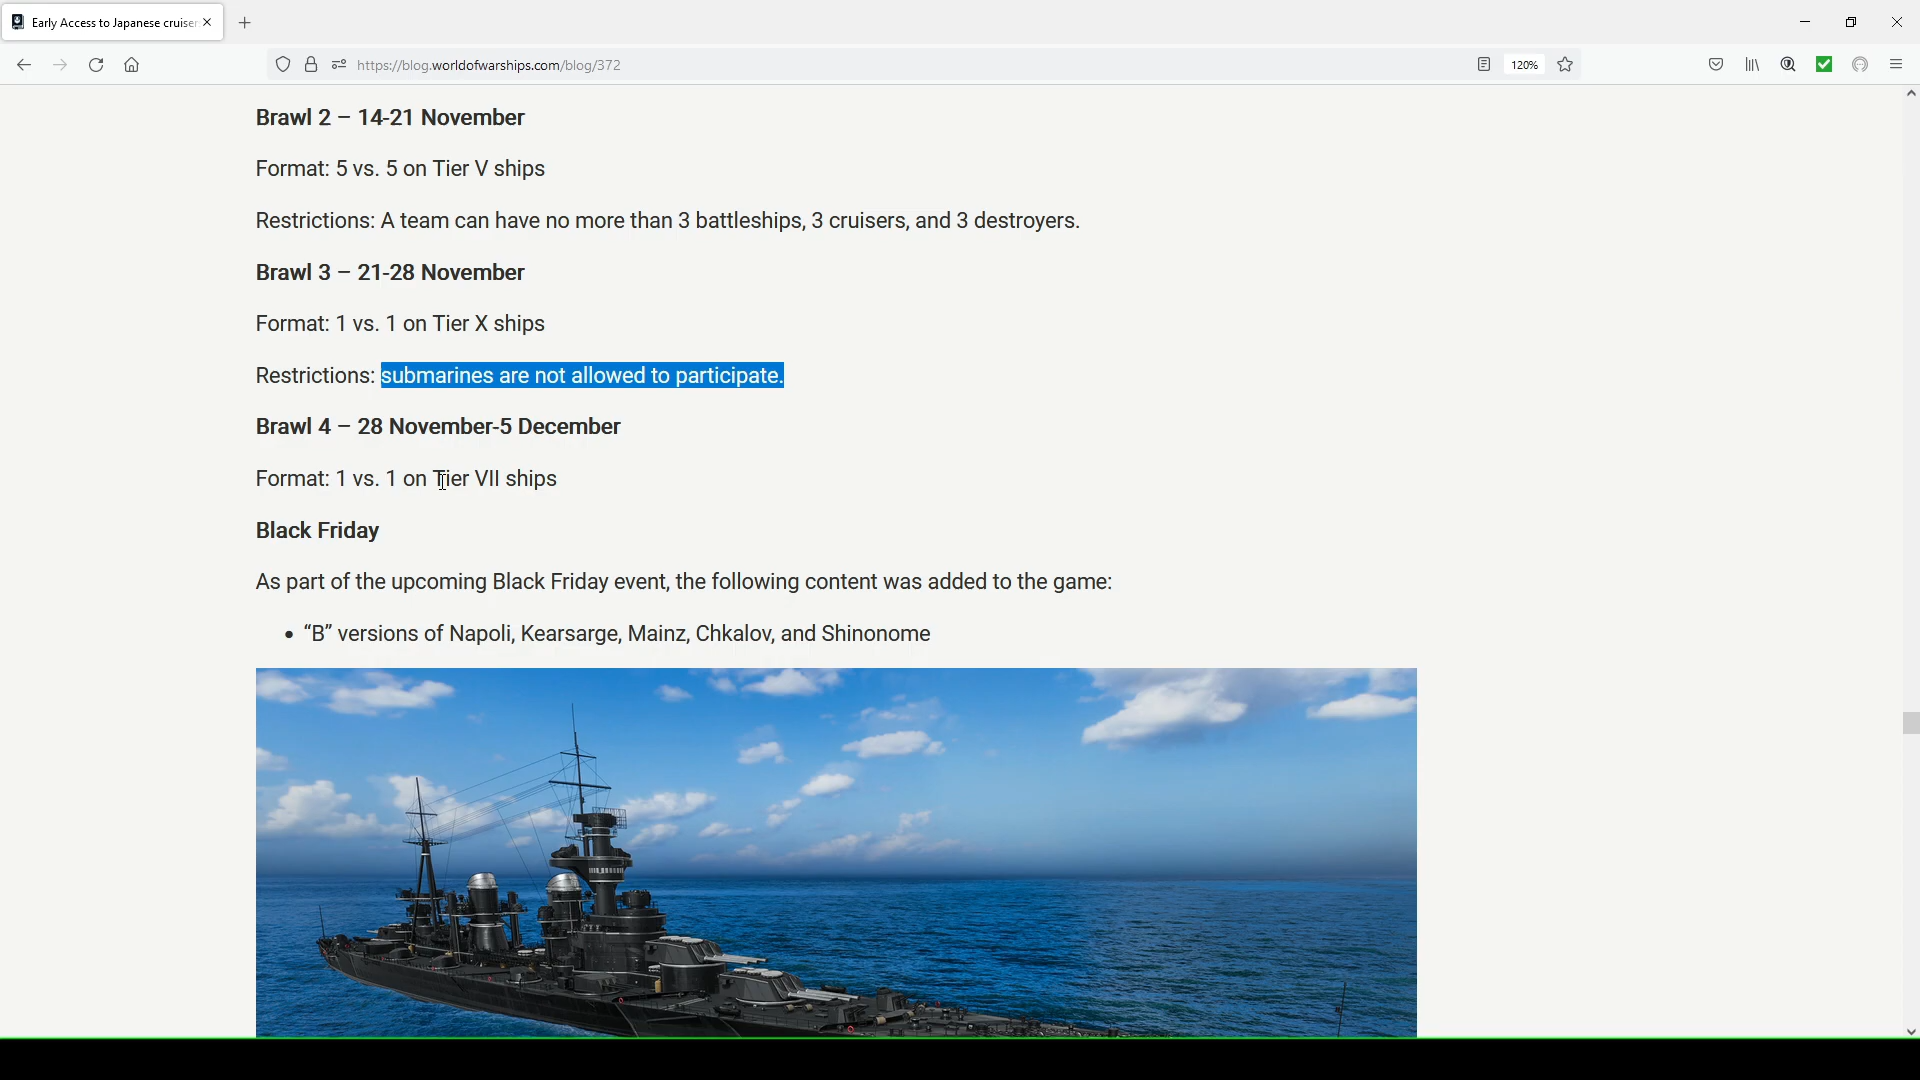 Early Access to Japanese cruiser
https://blog.worldofwarships.com/blog/372
120%
Brawl 2 – 14-21 November
Format: 5 vs. 5 on Tier V ships
Restrictions: A team can have no more than 3 battleships, 3 cruisers, and 3 destroyers.
Brawl 3 – 21-28 November
Format: 1 vs. 1 on Tier X ships
Restrictions: submarines are not allowed to participate.
Brawl 4 – 28 November-5 December
Format: 1 vs. 1 on Tier VII ships
Black Friday
As part of the upcoming Black Friday event, the following content was added to the game:
• “B” versions of Napoli, Kearsarge, Mainz, Chkalov, and Shinonome